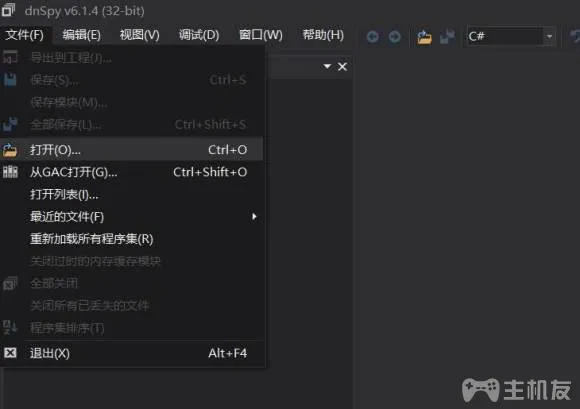 dnSpy v6.1.4 (32-bit)
文件(F) 编辑(E) 视图(V) 调试(D) 窗口(W) 帮助(H) C#
导出到工程(J)...
保存(S)... Ctrl+S
保存模块(M)...
全部保存(L)... Ctrl+Shift+S
打开(O)... Ctrl+O
从GAC打开(G)... Ctrl+Shift+O
打开列表(I)...
最近的文件(F)
重新加载所有程序集(R)
关闭过时的内存缓存模块
全部关闭
关闭所有已丢失的文件
程序集排序(T)
退出(X) Alt+F4
主机友